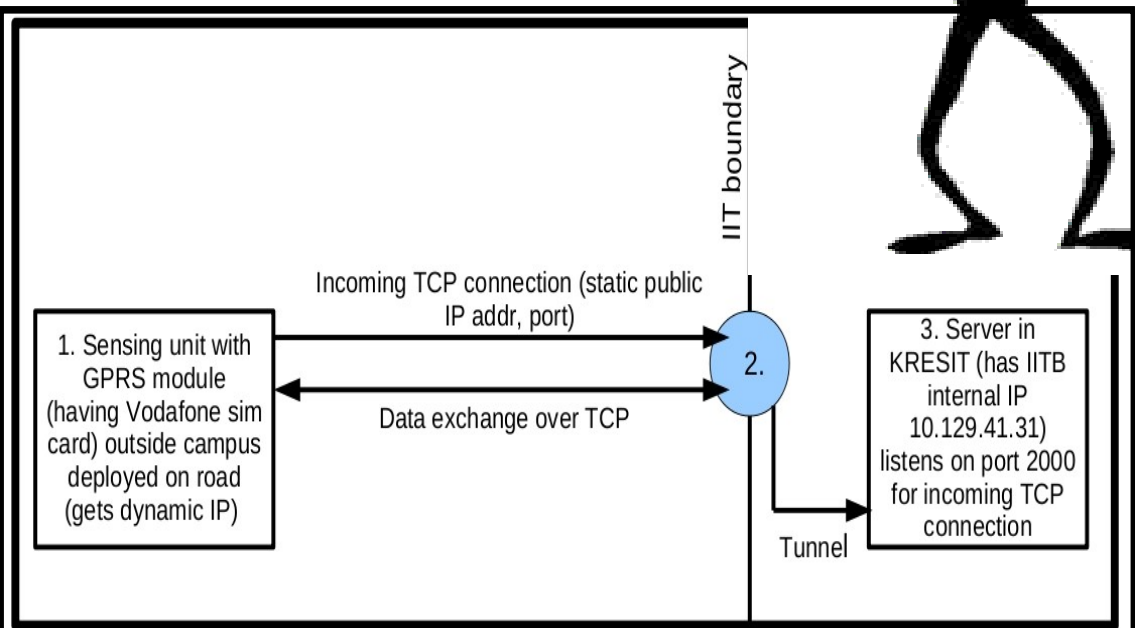 IIT boundary
Incoming TCP connection (static public
IP addr, port)
1. Sensing unit with
GPRS module
(having Vodafone sim
card) outside campus
deployed on road
(gets dynamic IP)
Data exchange over TCP
2.
3. Server in
KRESIT (has IITB
internal IP
10.129.41.31)
listens on port 2000
for incoming TCP
connection
Tunnel